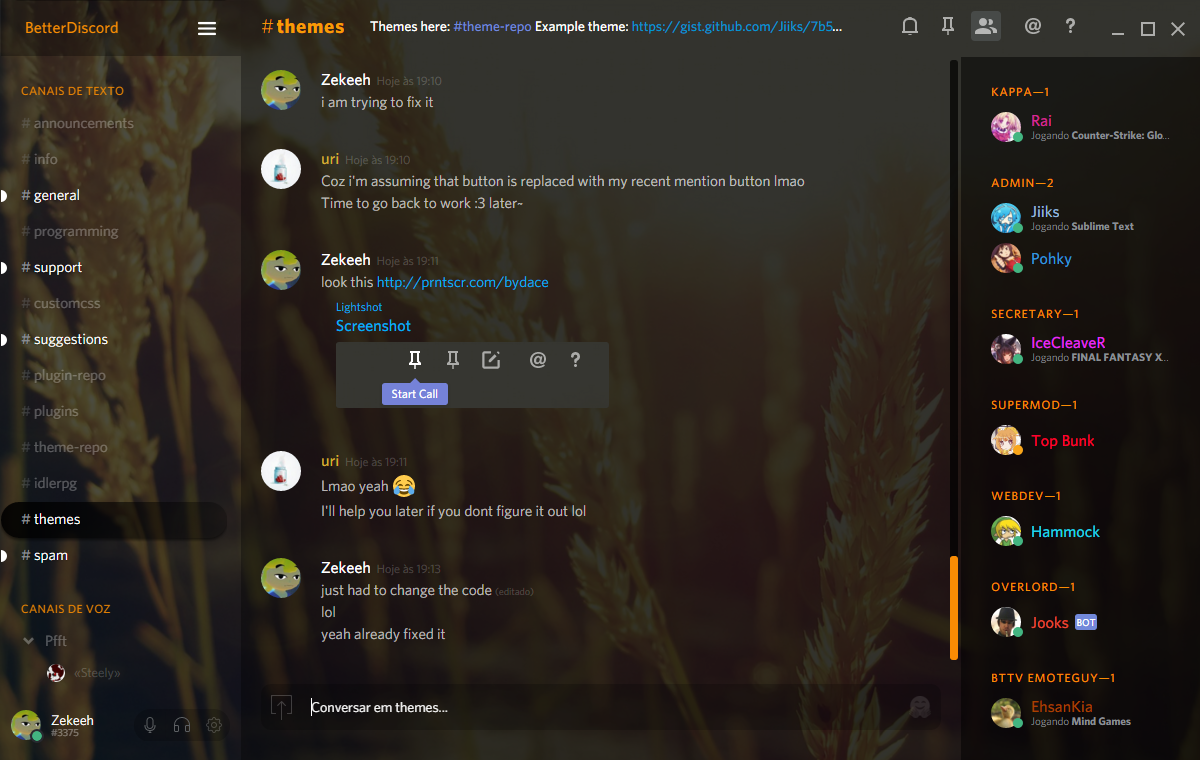 BetterDiscord
#themes
Themes here: #theme-repo Example theme: https://gist.github.com/Jiiks/7b5...
CANAIS DE TEXTO
# announcements
# info
# general
# programming
# support
# customcss
# suggestions
# plugin-repo
# plugins
# theme-repo
# idlerpg
# themes
# spam
CANAIS DE VOZ
Pfft
«Steely»
Zekeeh
#3375
Zekeeh Hoje às 19:10
i am trying to fix it
uri Hoje às 19:10
Coz i'm assuming that button is replaced with my recent mention button lmao
Time to go back to work :3 later~
Zekeeh Hoje às 19:11
look this http://prntscr.com/bydace
Lightshot
Screenshot
@ ?
Start Call
uri Hoje às 19:11
Lmao yeah
I'll help you later if you dont figure it out lol
Zekeeh Hoje às 19:13
just had to change the code (editado)
lol
yeah already fixed it
Conversar em themes...
@ ?
KAPPA—1
Rai
Jogando Counter-Strike: Glo...
ADMIN—2
Jiiks
Jogando Sublime Text
Pohky
SECRETARY—1
IceCleaveR
Jogando FINAL FANTASY X...
SUPERMOD—1
Top Bunk
WEBDEV—1
Hammock
OVERLORD—1
Jooks BOT
BTTV EMOTEGUY—1
EhsanKia
Jogando Mind Games